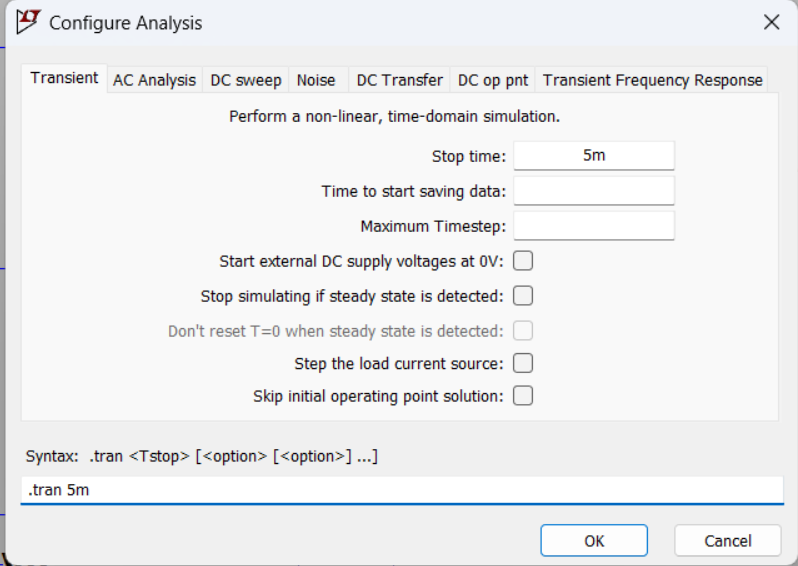 Configure Analysis
Transient AC Analysis DC sweep Noise DC Transfer DC op pnt Transient Frequency Response
Perform a non-linear, time-domain simulation.
Stop time: 5m
Time to start saving data:
Maximum Timestep:
Start external DC supply voltages at 0V:
Stop simulating if steady state is detected:
Don't reset T=0 when steady state is detected:
Step the load current source:
Skip initial operating point solution:
Syntax: .tran <Tstop> [<option> [<option>] ...]
.tran 5m
OK Cancel